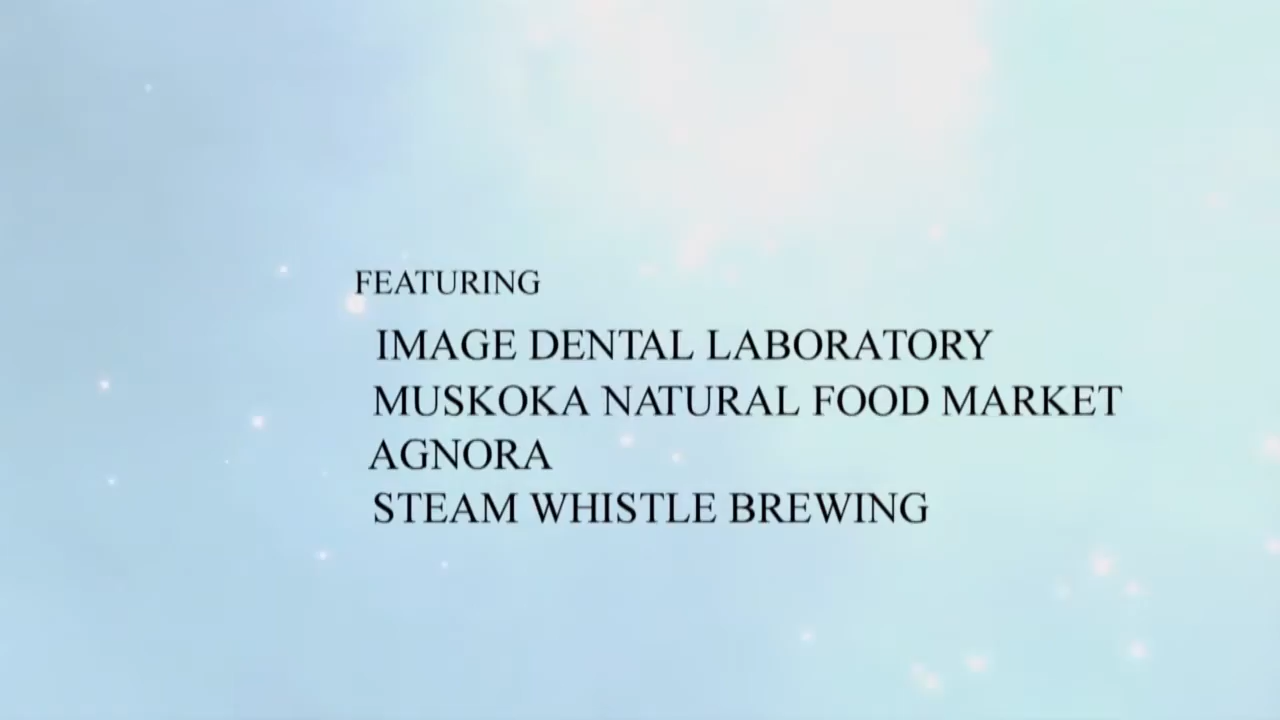 FEATURING
IMAGE DENTAL LABORATORY
MUSKOKA NATURAL FOOD MARKET
AGNORA
STEAM WHISTLE BREWING